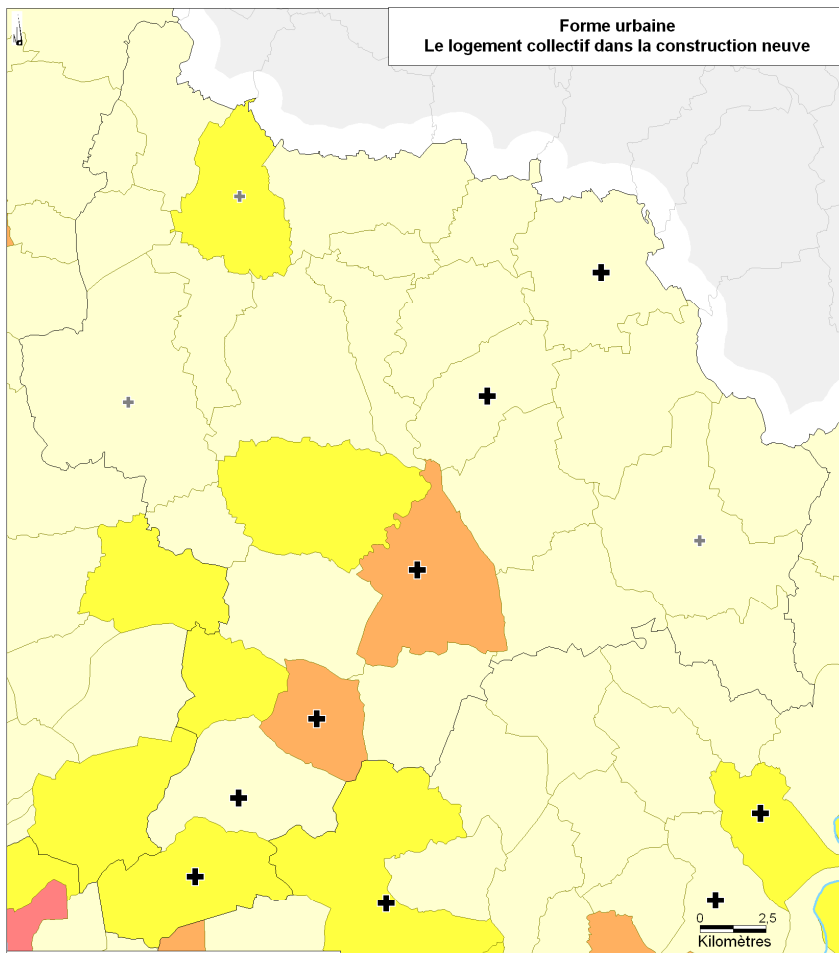 Forme urbaine
Le logement collectif dans la construction neuve
0 2,5
Kilomètres